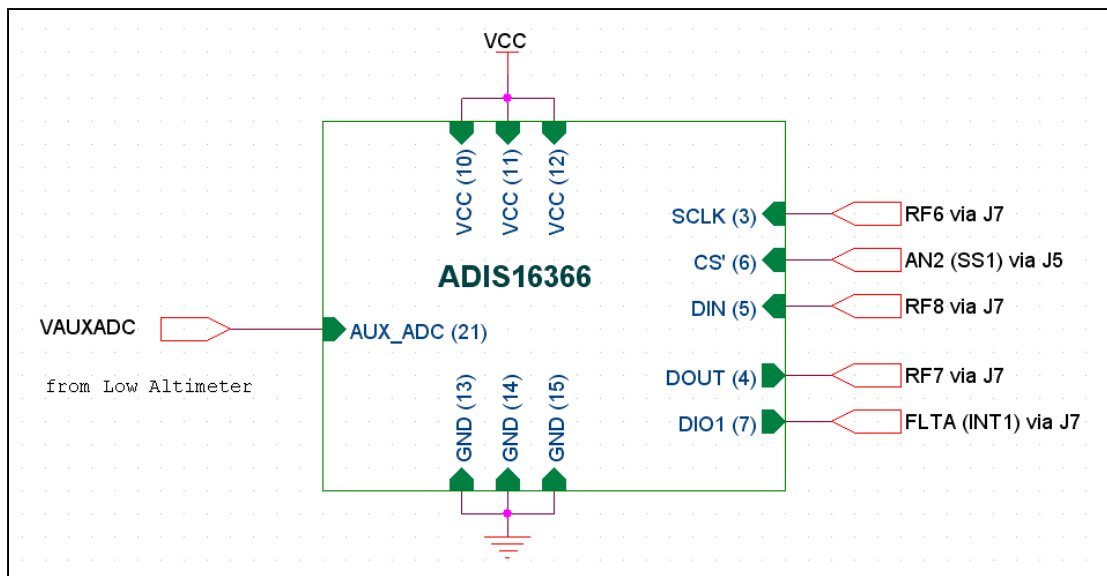 VCC
VCC (10)
VCC (11)
VCC (12)
ADIS16366
SCLK (3)
RF6 via J7
CS' (6)
AN2 (SS1) via J5
DIN (5)
RF8 via J7
VAUXADC
AUX_ADC (21)
from Low Altimeter
DOUT (4)
RF7 via J7
DIO1 (7)
FLTA (INT1) via J7
GND (13)
GND (14)
GND (15)